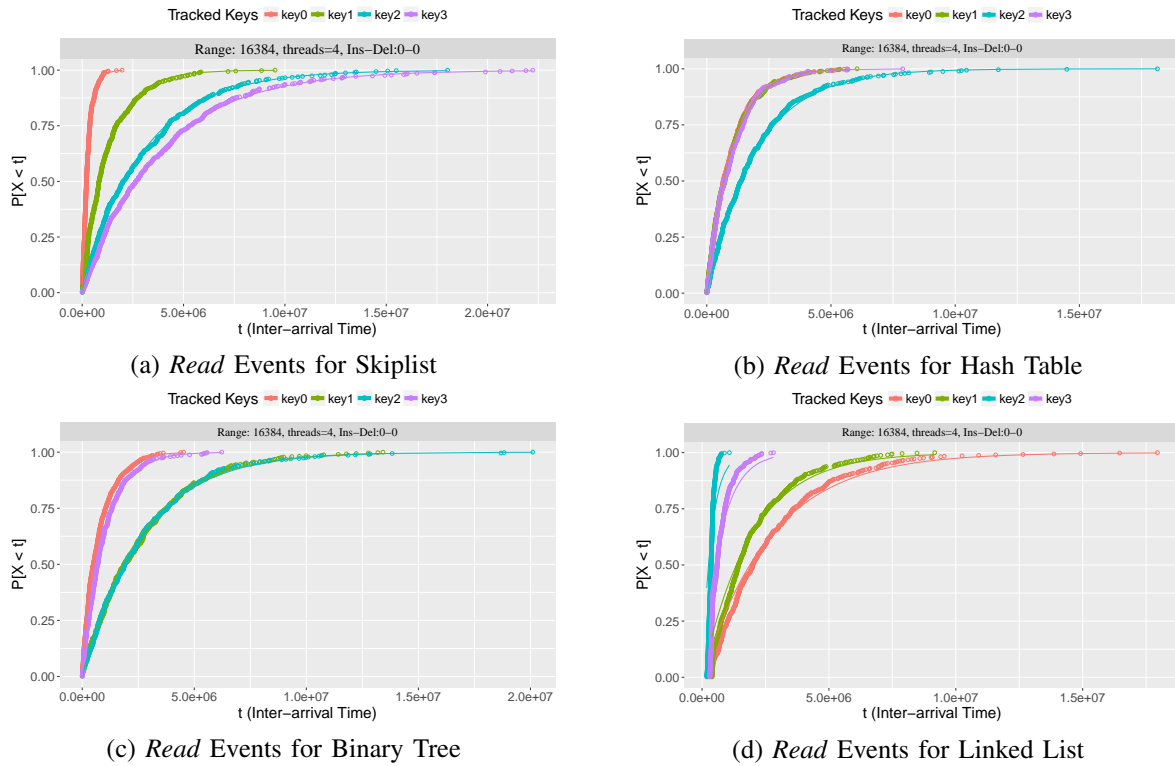 Tracked Keys key0 key1 key2 key3
Range: 16384, threads=4, Ins-Del:0-0
P[X < t]
1.00
0.75
0.50
0.25
0.00
0.0e+00 5.0e+06 1.0e+07 1.5e+07 2.0e+07
t (Inter-arrival Time)
(a) Read Events for Skiplist
Tracked Keys key0 key1 key2 key3
Range: 16384, threads=4, Ins-Del:0-0
P[X < t]
1.00
0.75
0.50
0.25
0.00
0.0e+00 5.0e+06 1.0e+07 1.5e+07
t (Inter-arrival Time)
(b) Read Events for Hash Table
Tracked Keys key0 key1 key2 key3
Range: 16384, threads=4, Ins-Del:0-0
P[X < t]
1.00
0.75
0.50
0.25
0.00
0.0e+00 5.0e+06 1.0e+07 1.5e+07 2.0e+07
t (Inter-arrival Time)
(c) Read Events for Binary Tree
Tracked Keys key0 key1 key2 key3
Range: 16384, threads=4, Ins-Del:0-0
P[X < t]
1.00
0.75
0.50
0.25
0.00
0.0e+00 5.0e+06 1.0e+07 1.5e+07
t (Inter-arrival Time)
(d) Read Events for Linked List